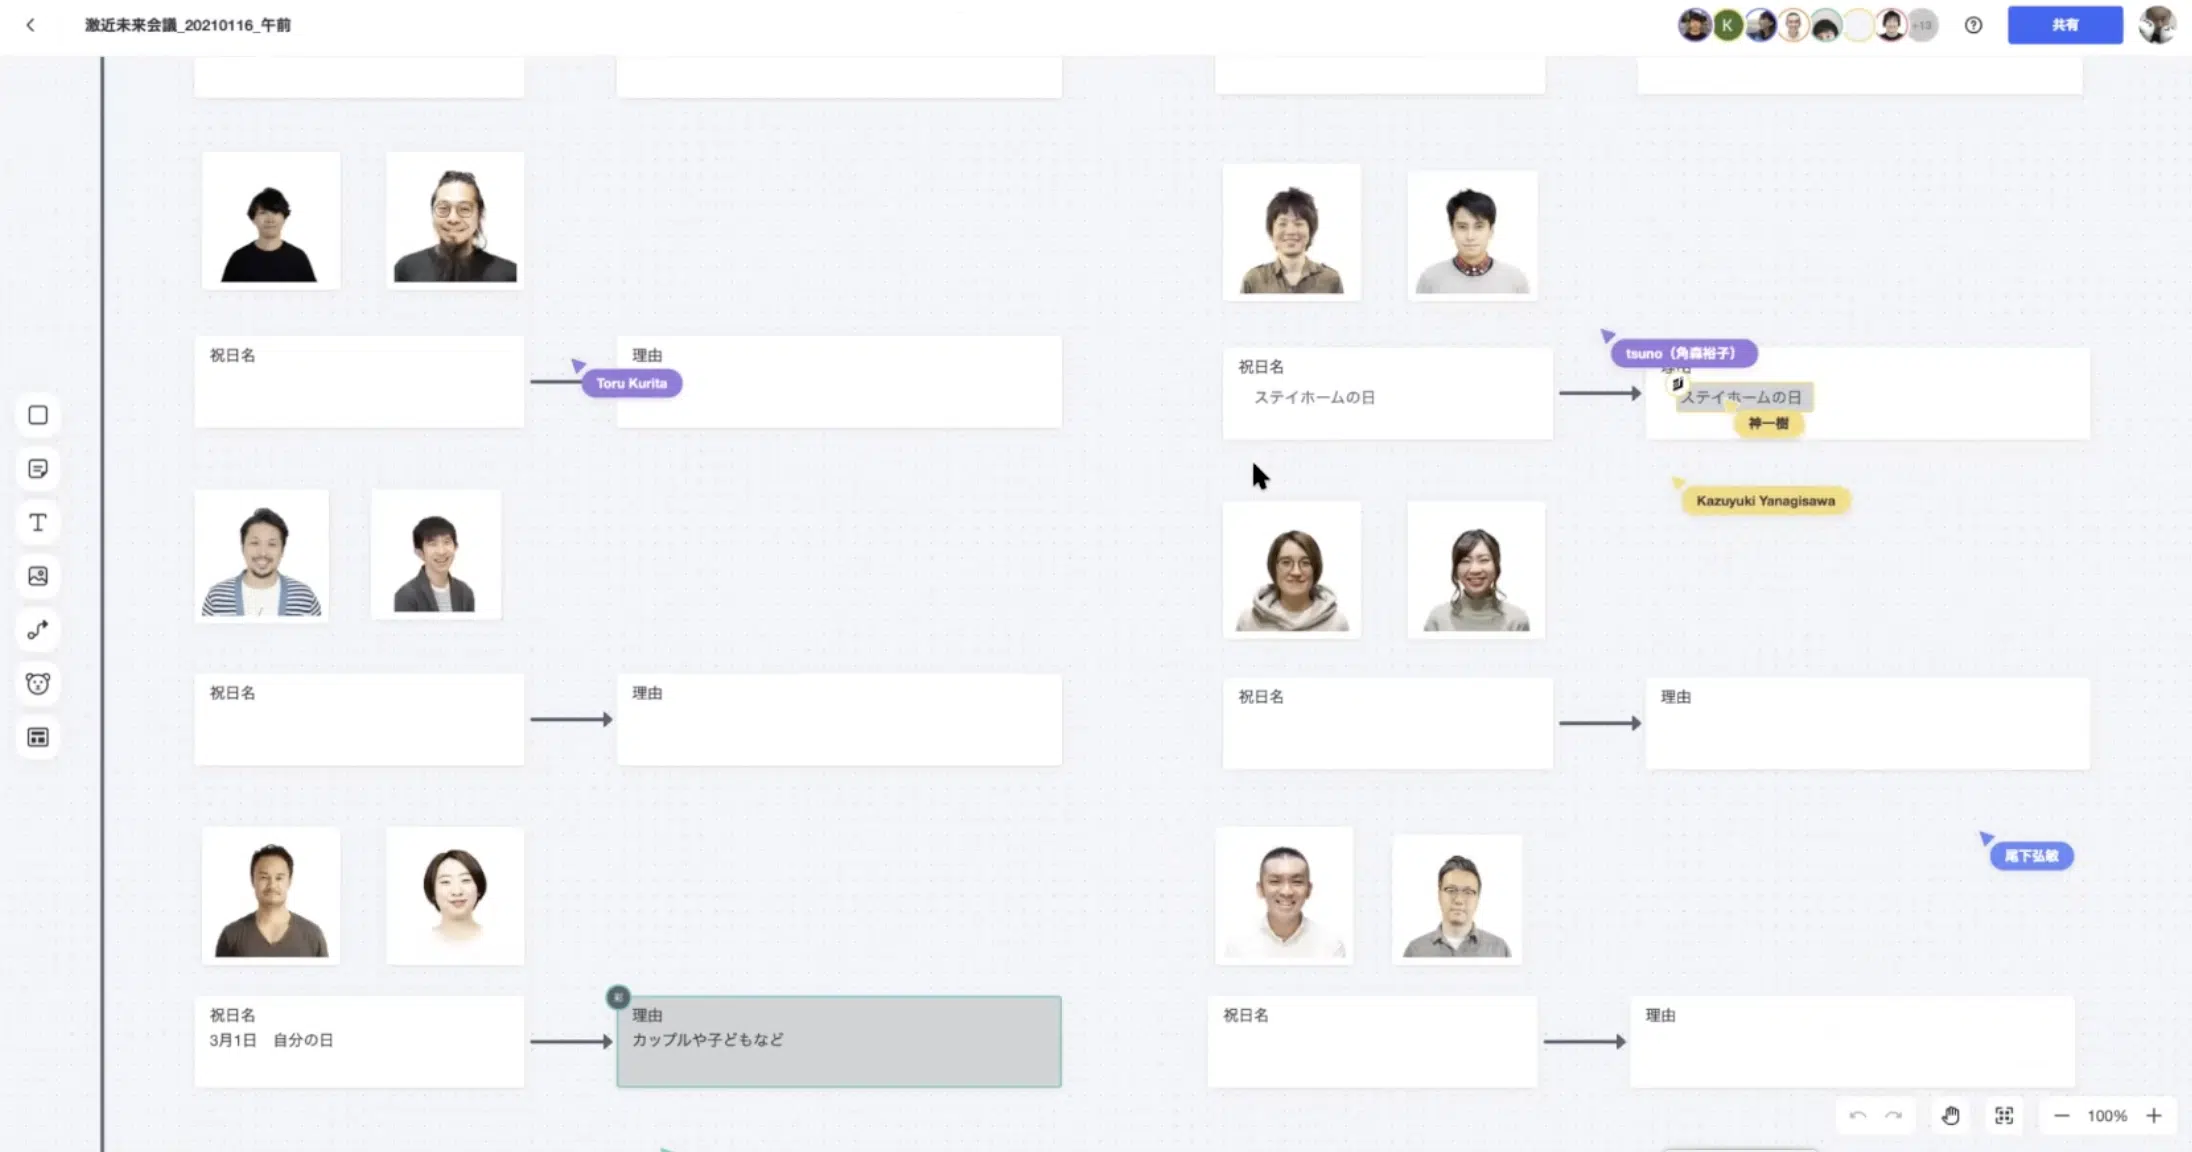 激近未来会議_20210116_午前
K
+13
共有
祝日名
理由
Toru Kurita
祝日名
ステイホームの日
tsuno（角森裕子）
ステイホームの日
神一樹
Kazuyuki Yanagisawa
祝日名
理由
祝日名
理由
尾下弘敏
祝日名
3月1日　自分の日
理由
カップルや子どもなど
祝日名
理由
100%